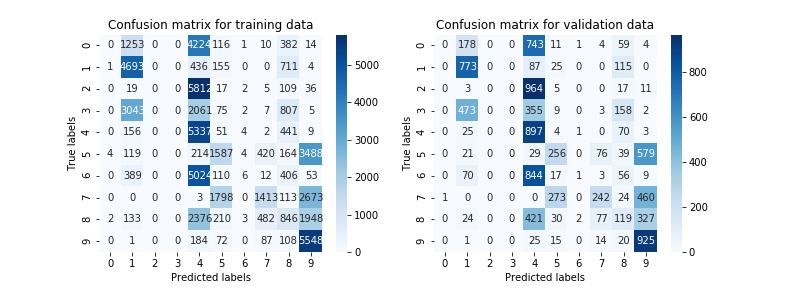 Confusion matrix for training data
0 0 1253 0 0 4224 116 1 10 382 14
1 1 4693 0 0 436 155 0 0 711 4
2 0 19 0 0 5812 17 2 5 109 36
3 0 3043 0 0 2061 75 2 7 807 5
4 0 156 0 0 5337 51 4 2 441 9
5 4 119 0 0 214 1587 4 420 164 3488
6 0 389 0 0 5024 110 6 12 406 53
7 0 0 0 0 3 1798 0 1413 113 2673
8 2 133 0 0 2376 210 3 482 846 1948
9 0 1 0 0 184 72 0 87 108 5548
0 1 2 3 4 5 6 7 8 9
True labels
Predicted labels
5000
4000
3000
2000
1000
0
Confusion matrix for validation data
0 0 178 0 0 743 11 1 4 59 4
1 0 773 0 0 87 25 0 0 115 0
2 0 3 0 0 964 5 0 0 17 11
3 0 473 0 0 355 9 0 3 158 2
4 0 25 0 0 897 4 1 0 70 3
5 0 21 0 0 29 256 0 76 39 579
6 0 70 0 0 844 17 1 3 56 9
7 1 0 0 0 0 273 0 242 24 460
8 0 24 0 0 421 30 2 77 119 327
9 0 1 0 0 25 15 0 14 20 925
0 1 2 3 4 5 6 7 8 9
True labels
Predicted labels
800
600
400
200
0